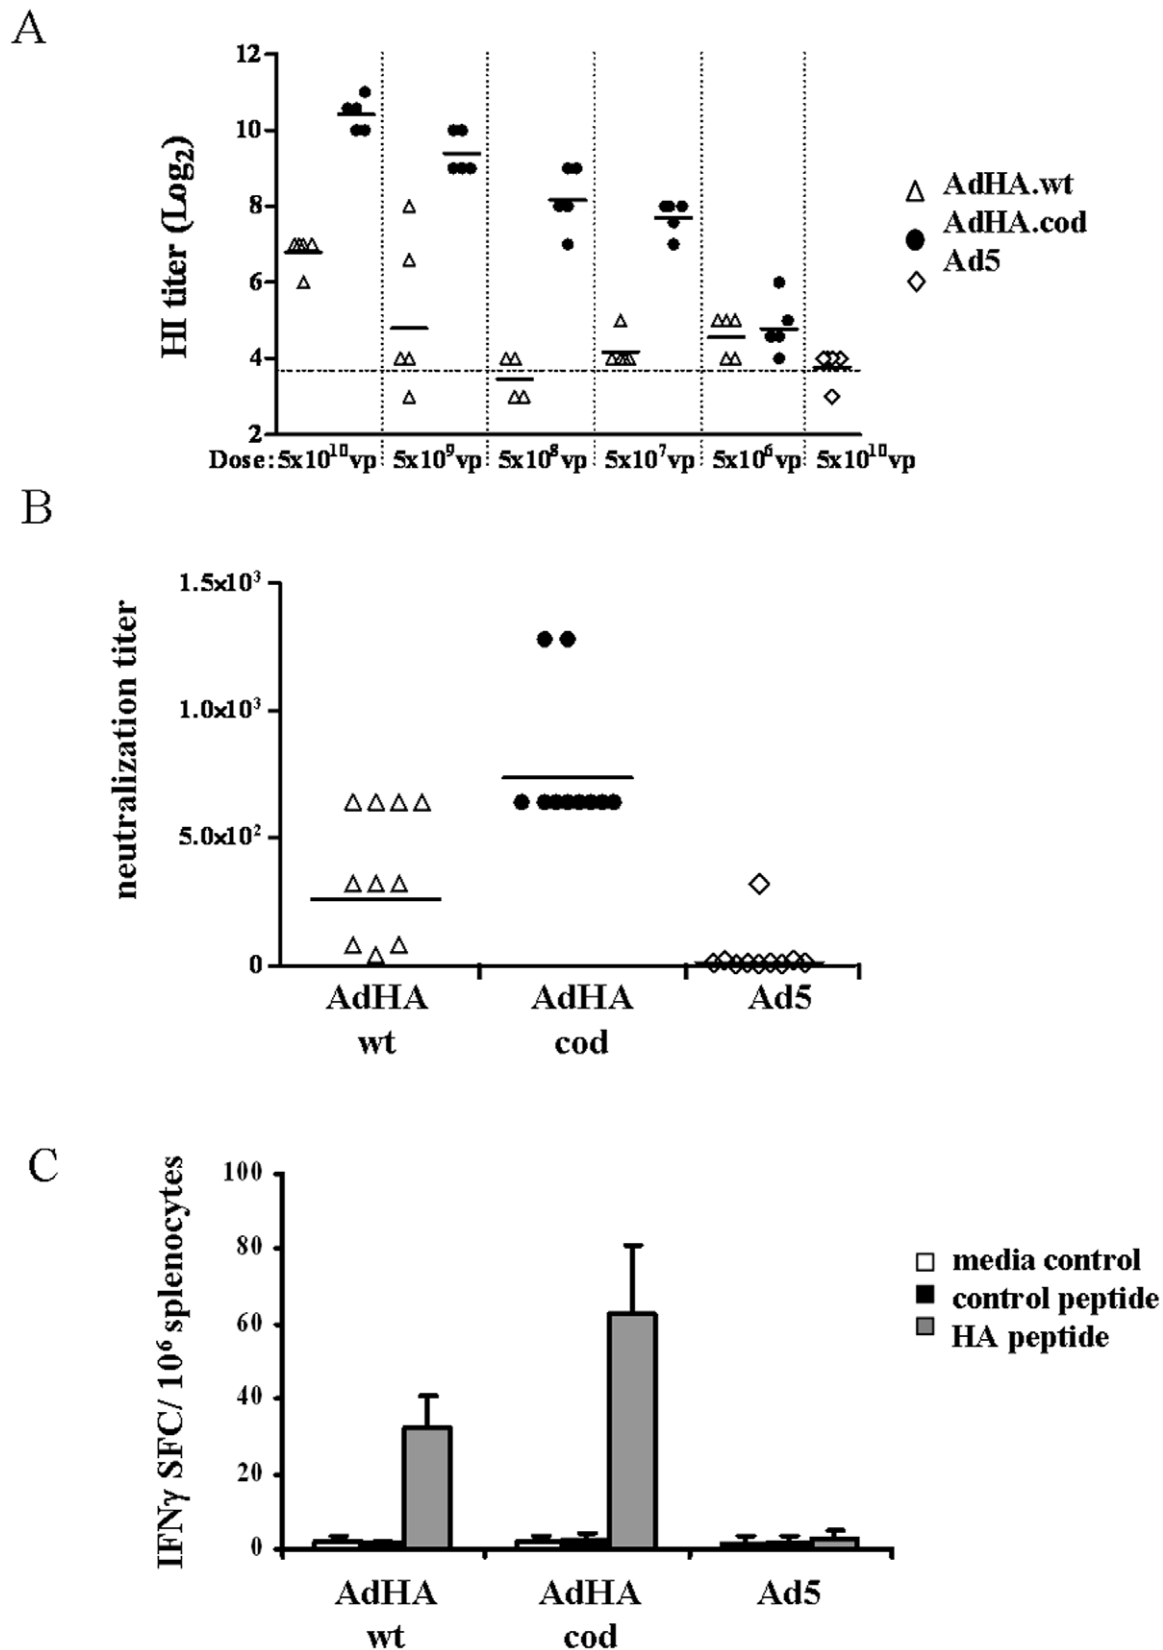 A
HI titer (Log₂)
12
10
8
6
4
2
Dose: 5x10¹⁰vp 5x10⁹vp 5x10⁸vp 5x10⁷vp 5x10⁶vp 5x10¹⁰vp
AdHA.wt
AdHA.cod
Ad5
B
neutralization titer
1.5x10³
1.0x10³
5.0x10²
0
AdHA wt
AdHA cod
Ad5
C
IFNγ SFC/ 10⁶ splenocytes
100
80
60
40
20
0
AdHA wt
AdHA cod
Ad5
media control
control peptide
HA peptide